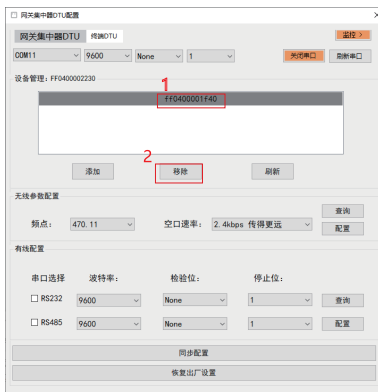 网关集中器DTU配置
网关集中器DTU 终端DTU 监控 >
COM11 9600 None 1 关闭串口 刷新串口
设备管理：FF0400002230
1
ff0400001f40
2
添加 移除 刷新
无线参数配置
查询
频点： 470.11 空口速率： 2.4kbps 传得更远
配置
有线配置
串口选择 波特率： 检验位： 停止位：
RS232 9600 None 1 查询
RS485 9600 None 1 配置
同步配置
恢复出厂设置